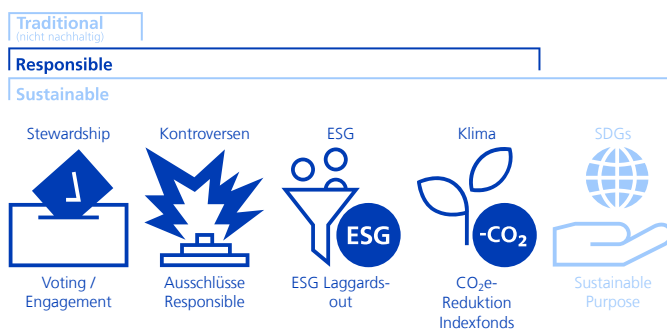 Traditional
(nicht nachhaltig)
Responsible
Sustainable
Stewardship
Kontroversen
ESG
Klima
SDGs
ESG
-CO₂
Voting /
Engagement
Ausschlüsse
Responsible
ESG Laggards-
out
CO₂e-
Reduktion
Indexfonds
Sustainable
Purpose